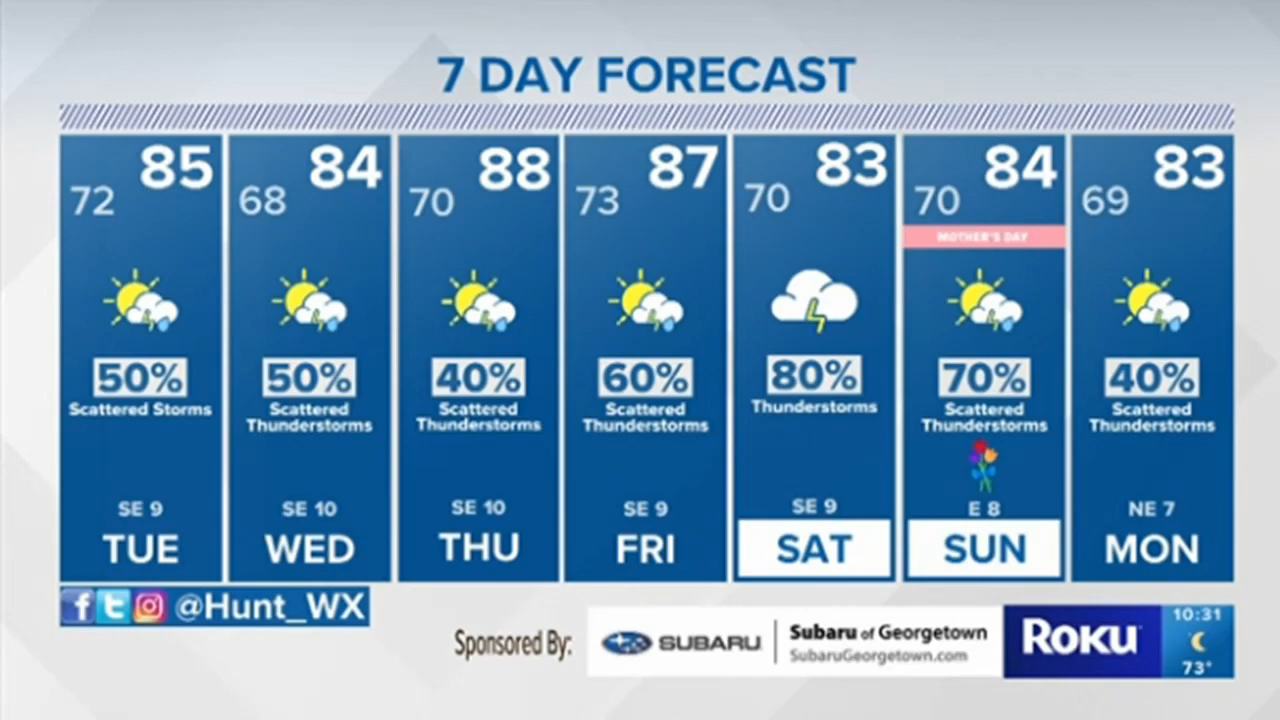 7 DAY FORECAST
72 85
68 84
70 88
73 87
70 83
70 84
69 83
MOTHER'S DAY
50%
Scattered Storms
50%
Scattered
Thunderstorms
40%
Scattered
Thunderstorms
60%
Scattered
Thunderstorms
80%
Thunderstorms
70%
Scattered
Thunderstorms
40%
Scattered
Thunderstorms
SE 9
SE 10
SE 10
SE 9
SE 9
E 8
NE 7
TUE
WED
THU
FRI
SAT
SUN
MON
@Hunt_WX
Sponsored By:
SUBARU
Subaru of Georgetown
SubaruGeorgetown.com
ROKU
10:31
73°